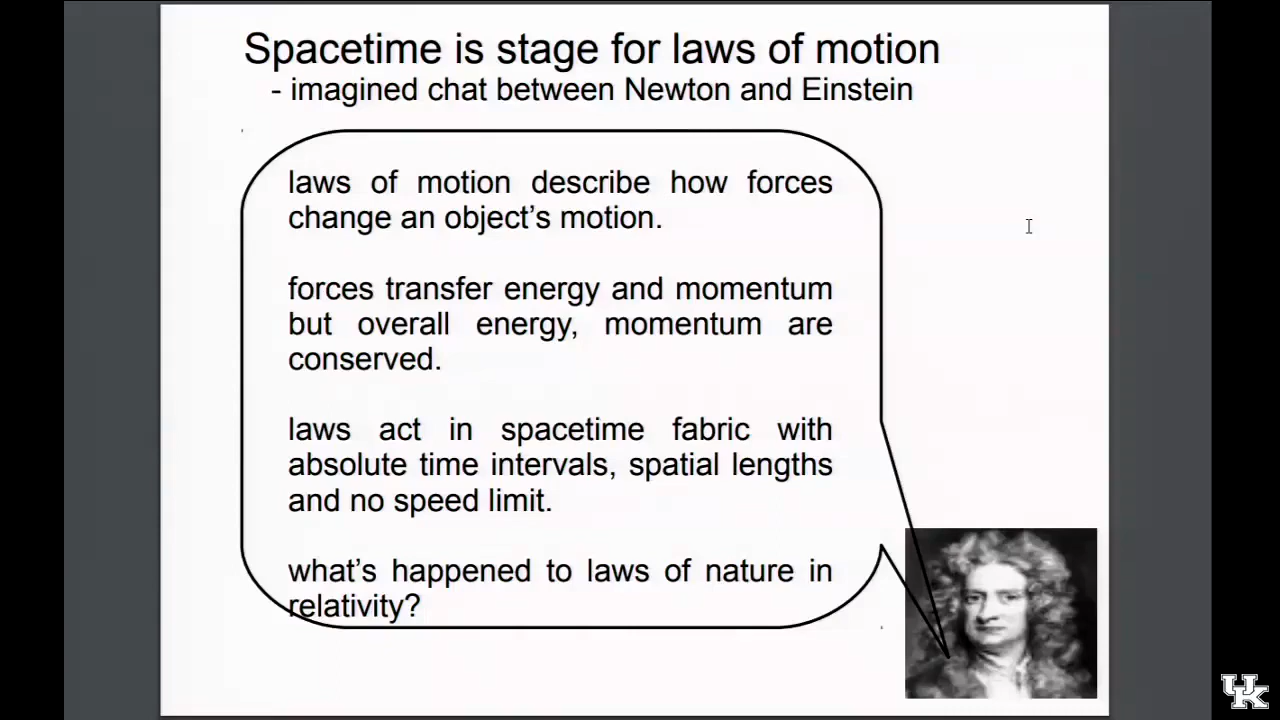 Spacetime is stage for laws of motion
- imagined chat between Newton and Einstein
laws of motion describe how forces
change an object’s motion.
forces transfer energy and momentum
but overall energy, momentum are
conserved.
laws act in spacetime fabric with
absolute time intervals, spatial lengths
and no speed limit.
what’s happened to laws of nature in
relativity?
UK